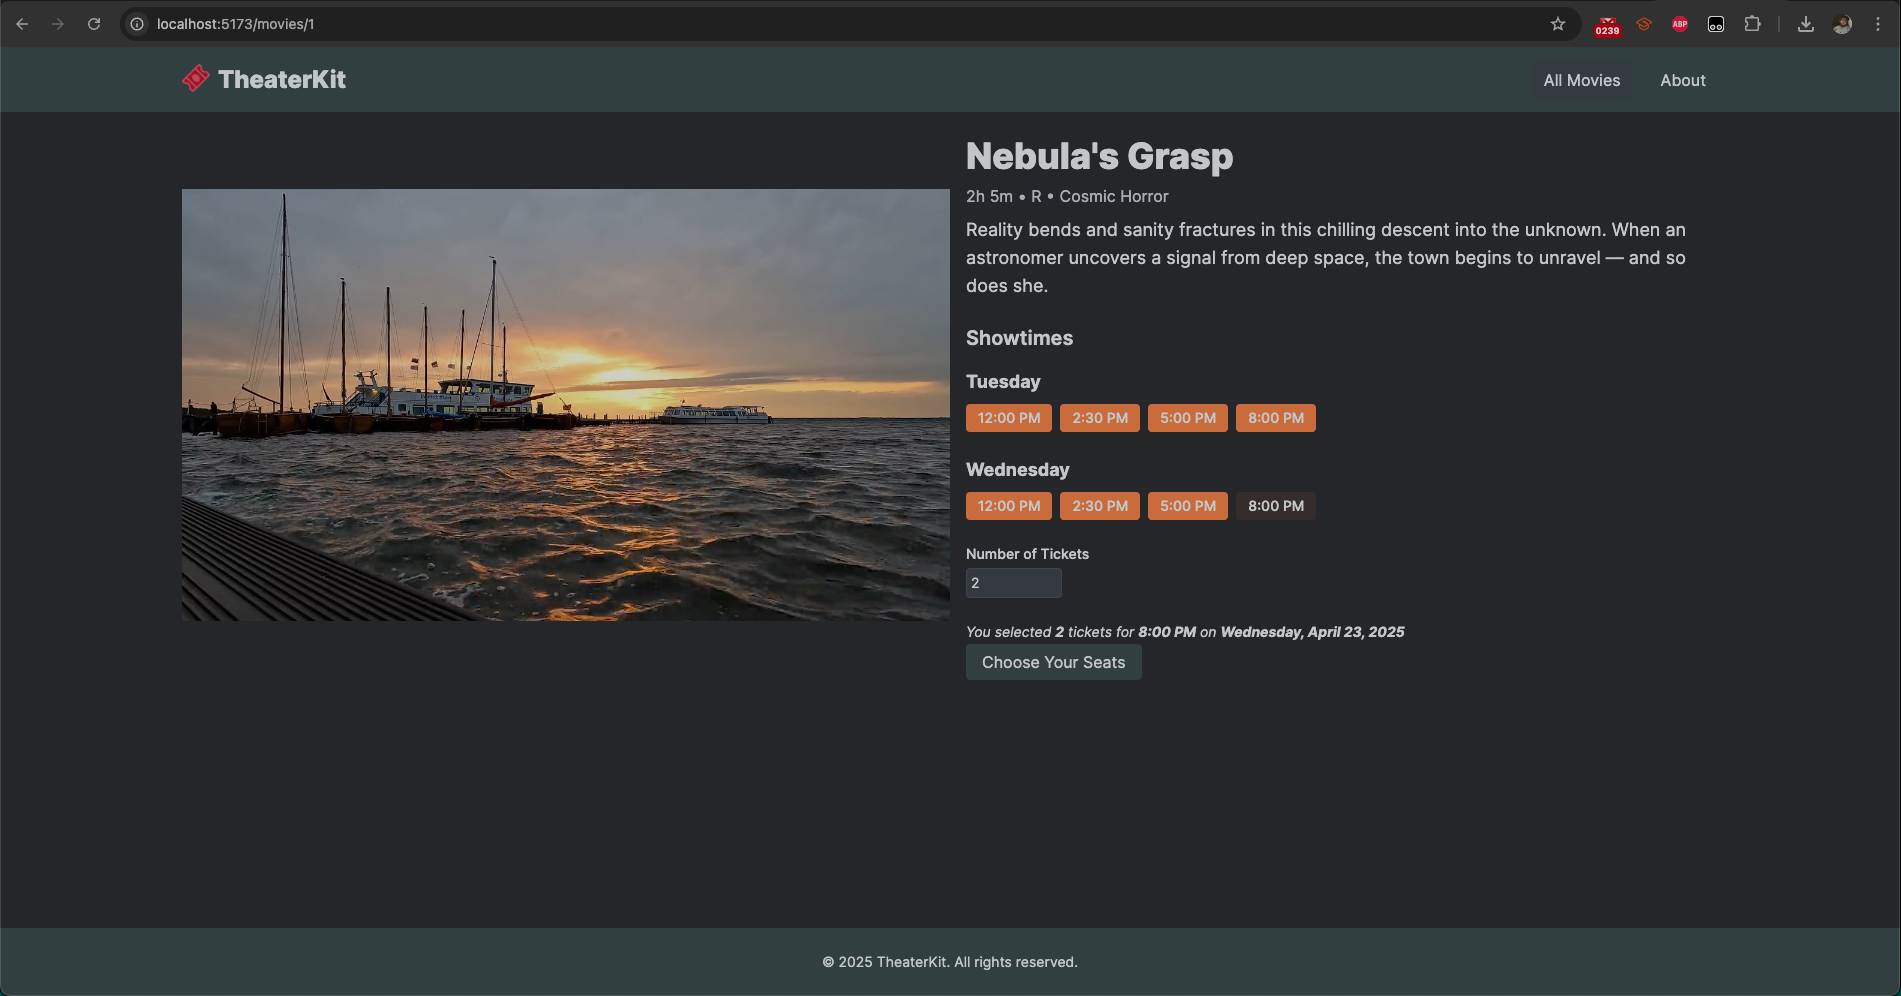 localhost:5173/movies/1
0239
ABP
TheaterKit
All Movies
About
Nebula's Grasp
2h 5m • R • Cosmic Horror
Reality bends and sanity fractures in this chilling descent into the unknown. When an
astronomer uncovers a signal from deep space, the town begins to unravel — and so
does she.
Showtimes
Tuesday
12:00 PM 2:30 PM 5:00 PM 8:00 PM
Wednesday
12:00 PM 2:30 PM 5:00 PM 8:00 PM
Number of Tickets
2
You selected 2 tickets for 8:00 PM on Wednesday, April 23, 2025
Choose Your Seats
© 2025 TheaterKit. All rights reserved.